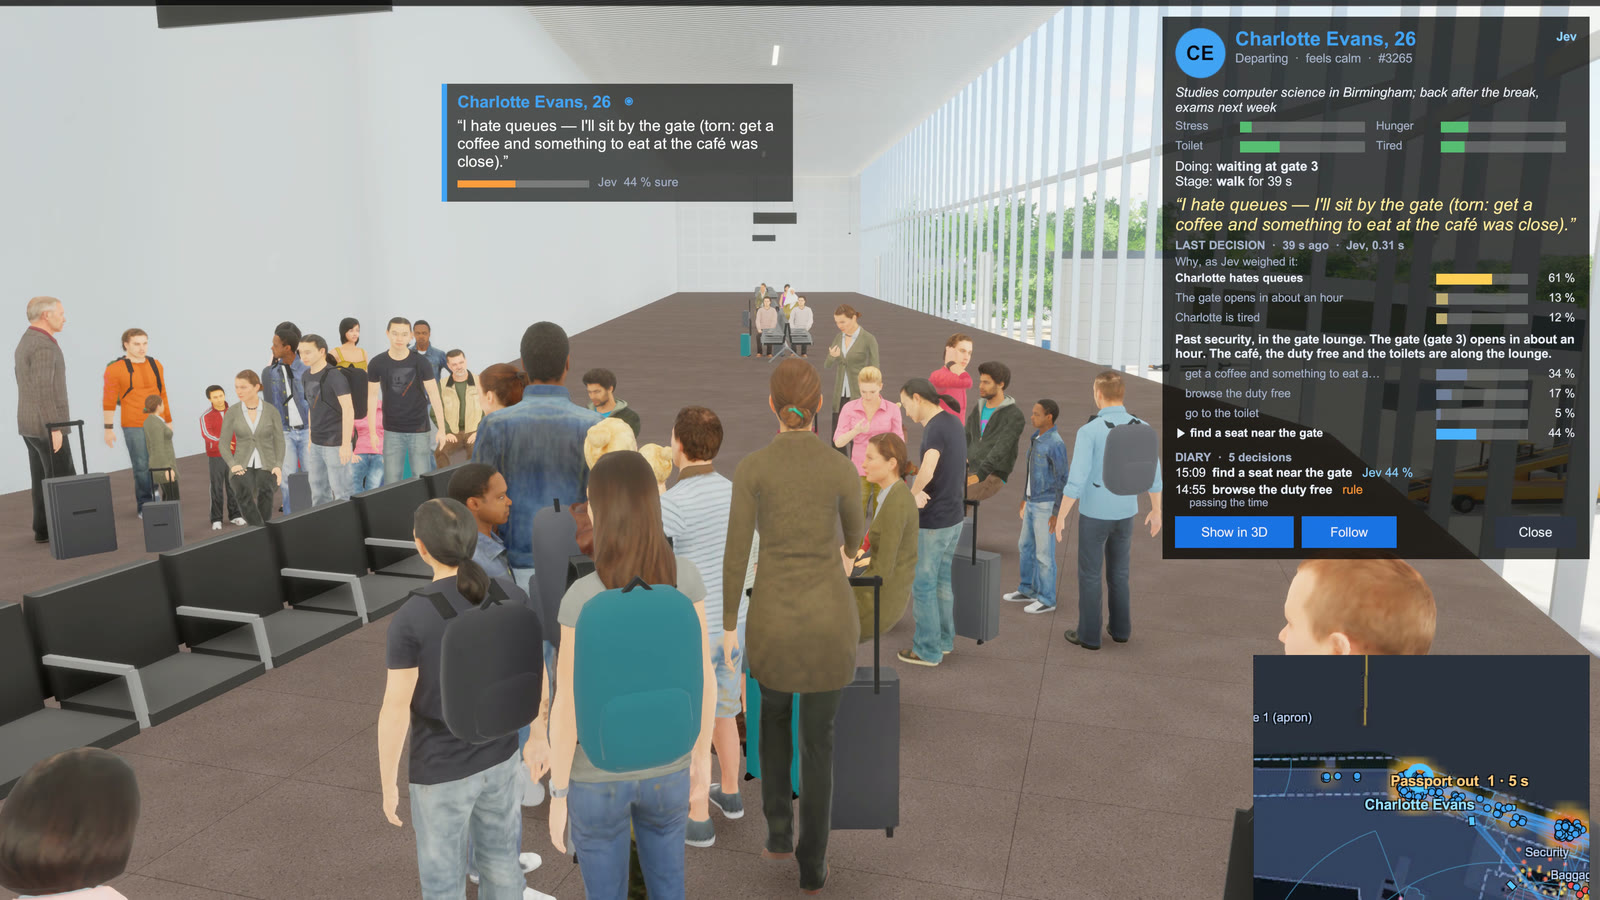 Charlotte Evans, 26
“I hate queues — I'll sit by the gate (torn: get a
coffee and something to eat at the café was
close).”
Jev 44 % sure
CE
Charlotte Evans, 26
Jev
Departing · feels calm · #3265
Studies computer science in Birmingham; back after the break,
exams next week
Stress
Hunger
Toilet
Tired
Doing: waiting at gate 3
Stage: walk for 39 s
“I hate queues — I'll sit by the gate (torn: get a
coffee and something to eat at the café was close).”
LAST DECISION · 39 s ago · Jev, 0.31 s
Why, as Jev weighed it:
Charlotte hates queues 61 %
The gate opens in about an hour 13 %
Charlotte is tired 12 %
Past security, in the gate lounge. The gate (gate 3) opens in about an
hour. The café, the duty free and the toilets are along the lounge.
get a coffee and something to eat a... 34 %
browse the duty free 17 %
go to the toilet 5 %
▶ find a seat near the gate 44 %
DIARY · 5 decisions
15:09 find a seat near the gate Jev 44 %
14:55 browse the duty free rule
passing the time
Show in 3D
Follow
Close
e 1 (apron)
Passport out 1 · 5 s
Charlotte Evans
Security
Baggag